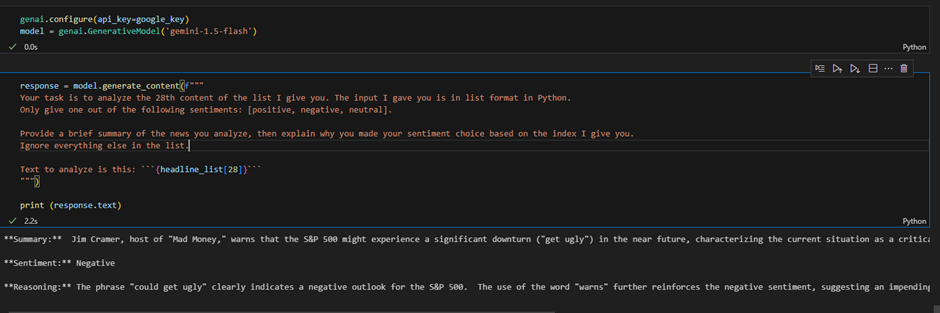 genai.configure(api_key=google_key)
model = genai.GenerativeModel('gemini-1.5-flash')
0.0s
Python
response = model.generate_content(f"""
Your task is to analyze the 28th content of the list I give you. The input I gave you is in list format in Python.
Only give one out of the following sentiments: [positive, negative, neutral].
Provide a brief summary of the news you analyze, then explain why you made your sentiment choice based on the index I give you.
Ignore everything else in the list.
Text to analyze is this: ```{headline_list[28]}```
""")
print (response.text)
2.2s
Python
**Summary:**  Jim Cramer, host of "Mad Money," warns that the S&P 500 might experience a significant downturn ("get ugly") in the near future, characterizing the current situation as a critica
**Sentiment:** Negative
**Reasoning:** The phrase "could get ugly" clearly indicates a negative outlook for the S&P 500.  The use of the word "warns" further reinforces the negative sentiment, suggesting an impending